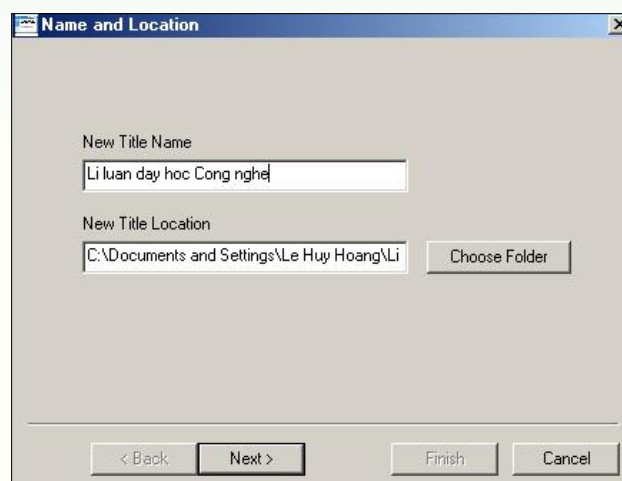 Name and Location
New Title Name
Li luan day hoc Cong nghe
New Title Location
C:\Documents and Settings\Le Huy Hoang\Li
Choose Folder
< Back Next > Finish Cancel